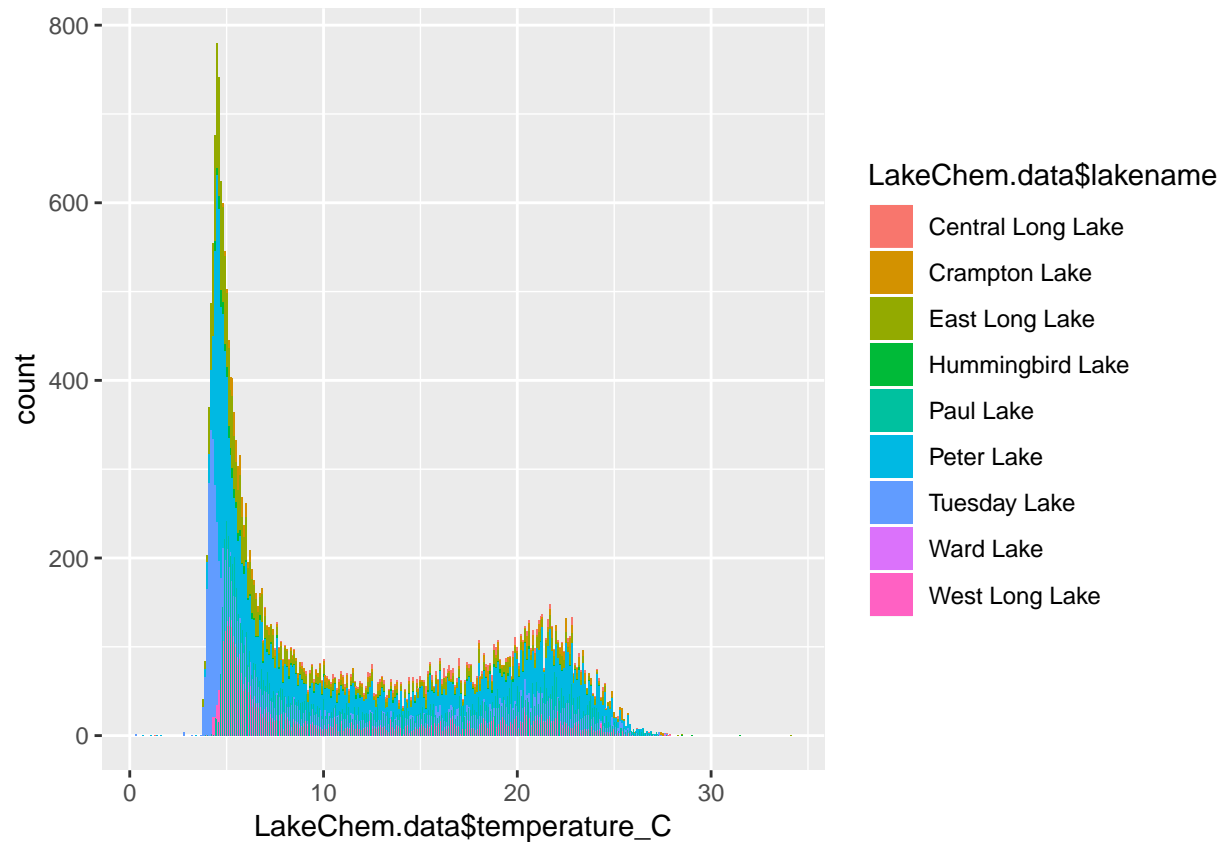 800
600
400
200
0
count
0 10 20 30
LakeChem.data$temperature_C
LakeChem.data$lakename
Central Long Lake
Crampton Lake
East Long Lake
Hummingbird Lake
Paul Lake
Peter Lake
Tuesday Lake
Ward Lake
West Long Lake